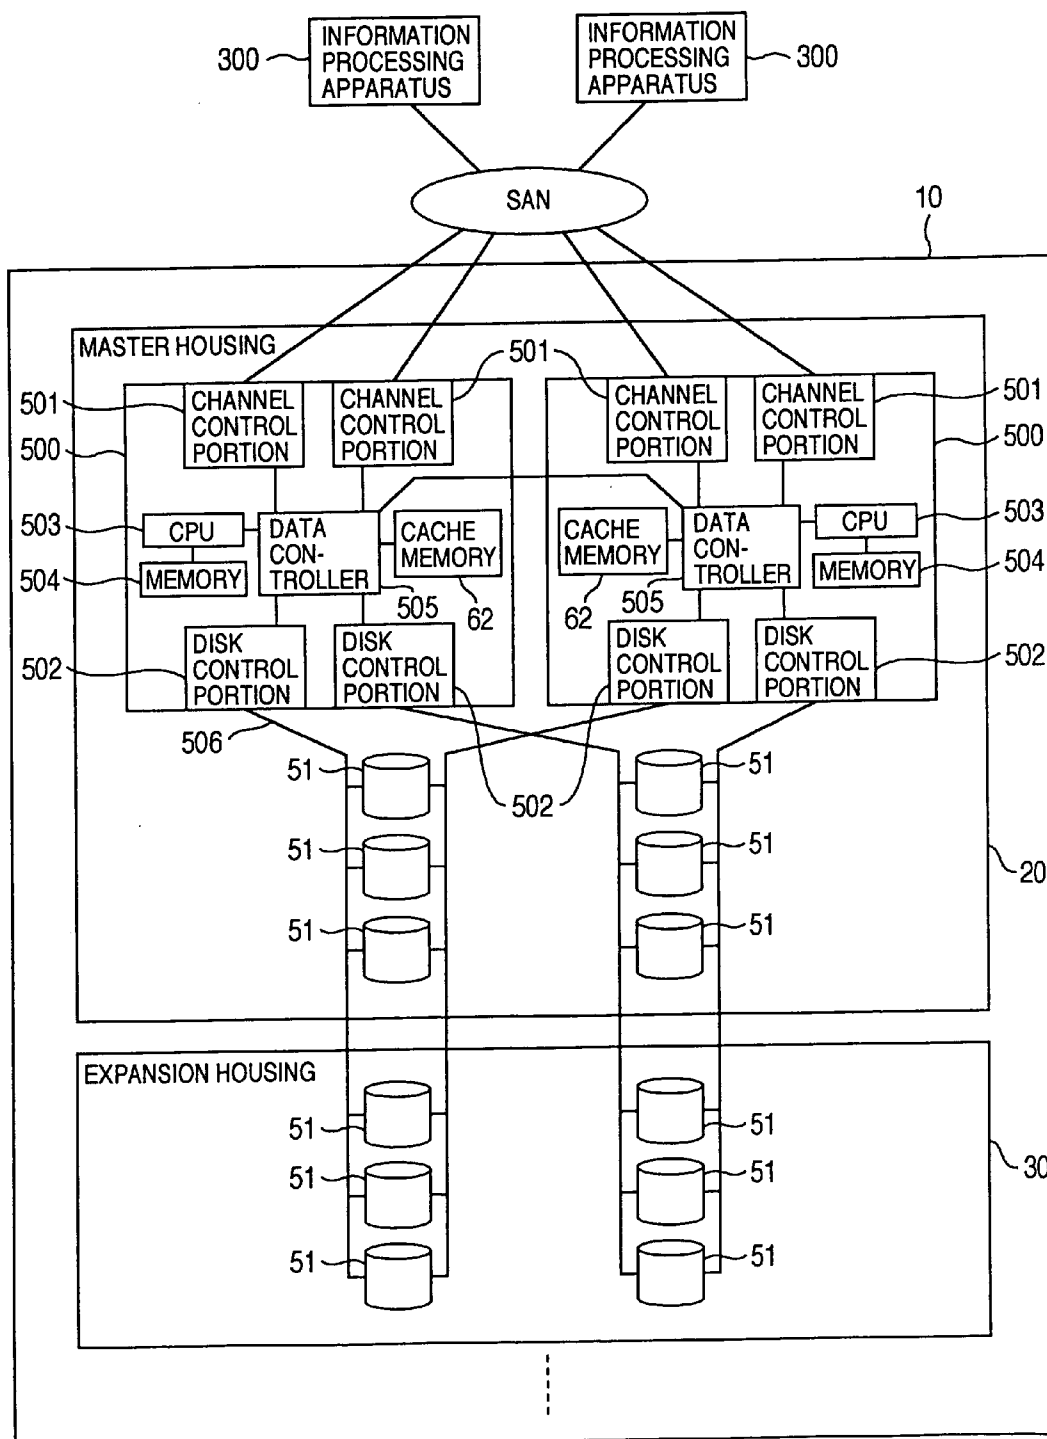 INFORMATION
PROCESSING
APPARATUS
300
INFORMATION
PROCESSING
APPARATUS
300
SAN
10
MASTER HOUSING
501
501
501
CHANNEL
CONTROL
PORTION
CHANNEL
CONTROL
PORTION
CHANNEL
CONTROL
PORTION
CHANNEL
CONTROL
PORTION
500
500
503
CPU
DATA
CON-
TROLLER
CACHE
MEMORY
CACHE
MEMORY
DATA
CON-
TROLLER
CPU
503
504
MEMORY
505
62
62
505
MEMORY
504
502
DISK
CONTROL
PORTION
DISK
CONTROL
PORTION
DISK
CONTROL
PORTION
DISK
CONTROL
PORTION
502
506
51
51
502
51
51
20
51
51
EXPANSION HOUSING
51
51
30
51
51
51
51